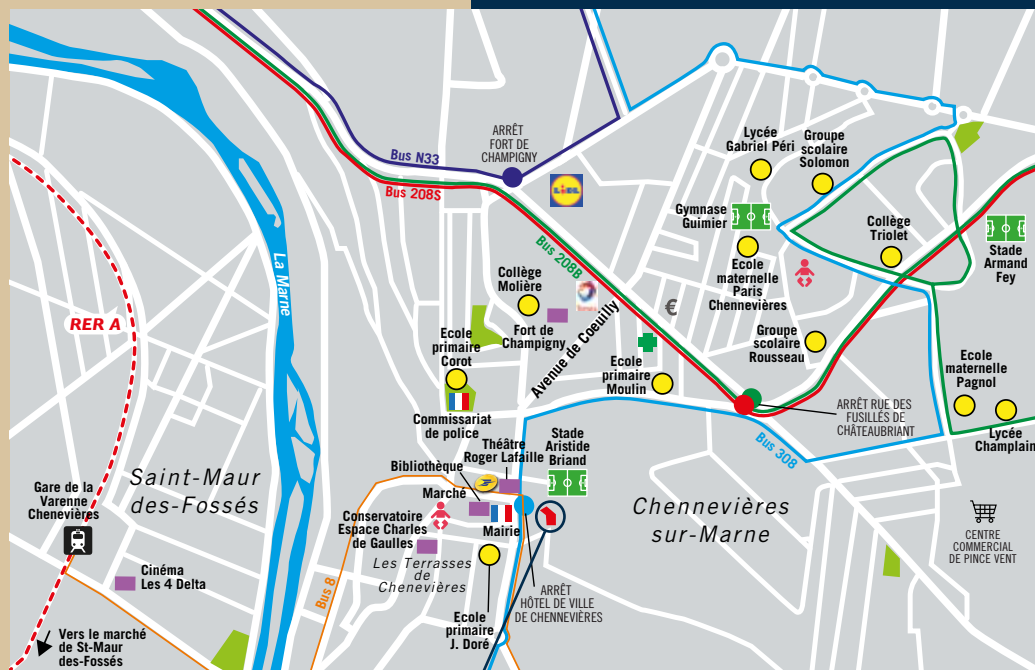 ARRÊT
FORT DE
CHAMPIGNY
Bus N33
Bus 208S
LIDL
Lycée
Gabriel Péri
Groupe
scolaire
Solomon
Gymnase
Guimier
Collège
Triolet
Stade
Armand
Fey
Ecole
maternelle
Paris
Chennevières
Bus 208B
La Marne
RER A
Collège
Molière
TOTAL
€
Fort de
Champigny
Avenue de Coeuilly
Ecole
primaire
Corot
Groupe
scolaire
Rousseau
Ecole
primaire
Moulin
Ecole
maternelle
Pagnol
Commissariat
de police
ARRÊT RUE DES
FUSILLÉS DE
CHÂTEAUBRIANT
Lycée
Champlain
Bus 308
Théâtre
Roger Lafaille
Stade
Aristide
Briand
Bibliothèque
Saint-Maur
des-Fossés
Gare de la
Varenne
Chenevières
Marché
Mairie
Chennevières
sur-Marne
Conservatoire
Espace Charles
de Gaulles
Les Terrasses
de
Chenevières
CENTRE
COMMERCIAL
DE PINCE VENT
Cinéma
Les 4 Delta
Bus 8
ARRÊT
HÔTEL DE VILLE
DE CHENNEVIÈRES
Ecole
primaire
J. Doré
Vers le marché
de St-Maur
des-Fossés